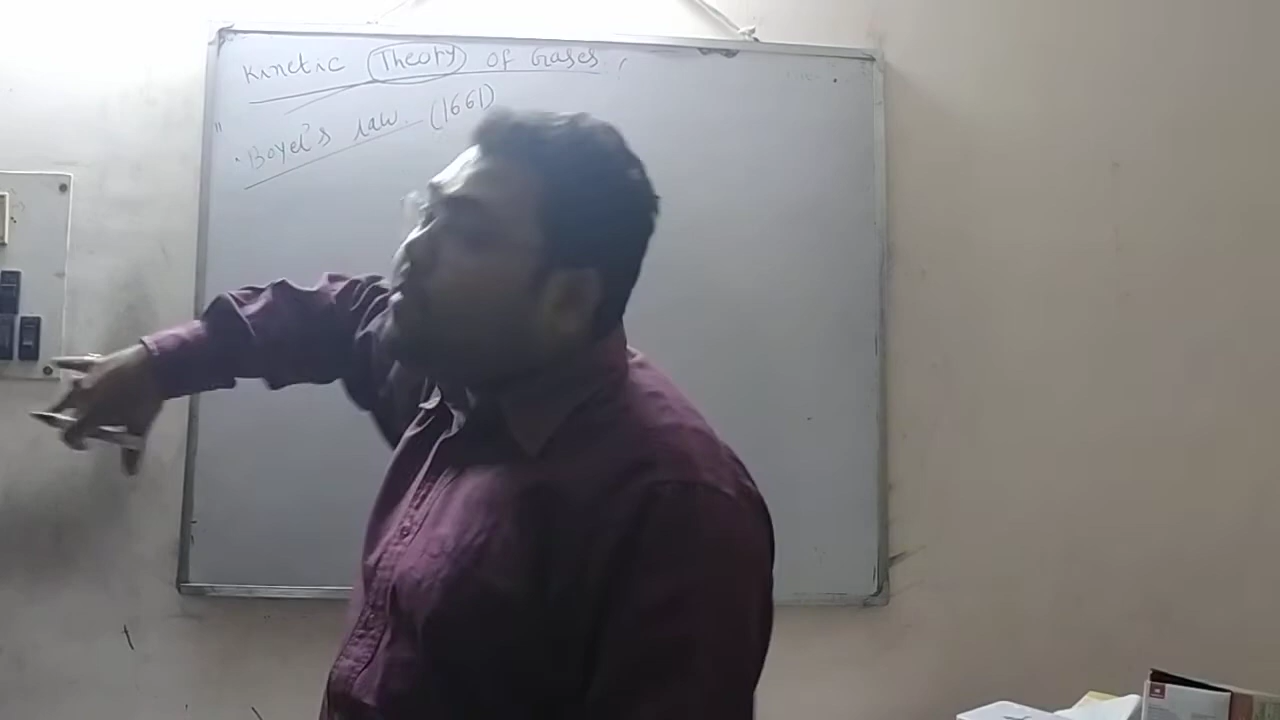 Kinetic Theory of Gases
Boyel's law. (1661)